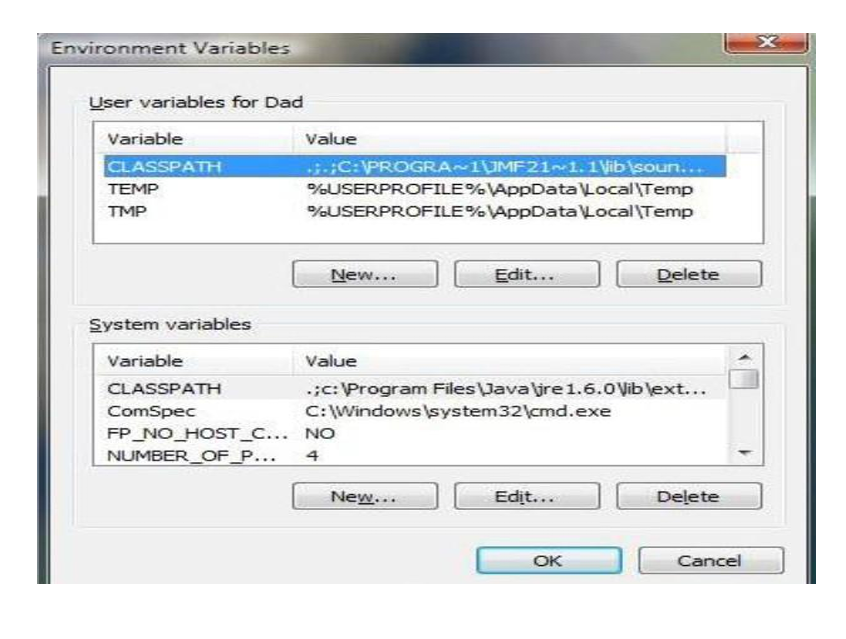 Environment Variables
User variables for Dad
Variable Value
CLASSPATH .;.;C:\PROGRA~1\JMF21~1.1\lib\soun...
TEMP %USERPROFILE%\AppData\Local\Temp
TMP %USERPROFILE%\AppData\Local\Temp
New... Edit... Delete
System variables
Variable Value
CLASSPATH .;c:\Program Files\Java\jre1.6.0\lib\ext...
ComSpec C:\Windows\system32\cmd.exe
FP_NO_HOST_C... NO
NUMBER_OF_P... 4
New... Edit... Delete
OK Cancel